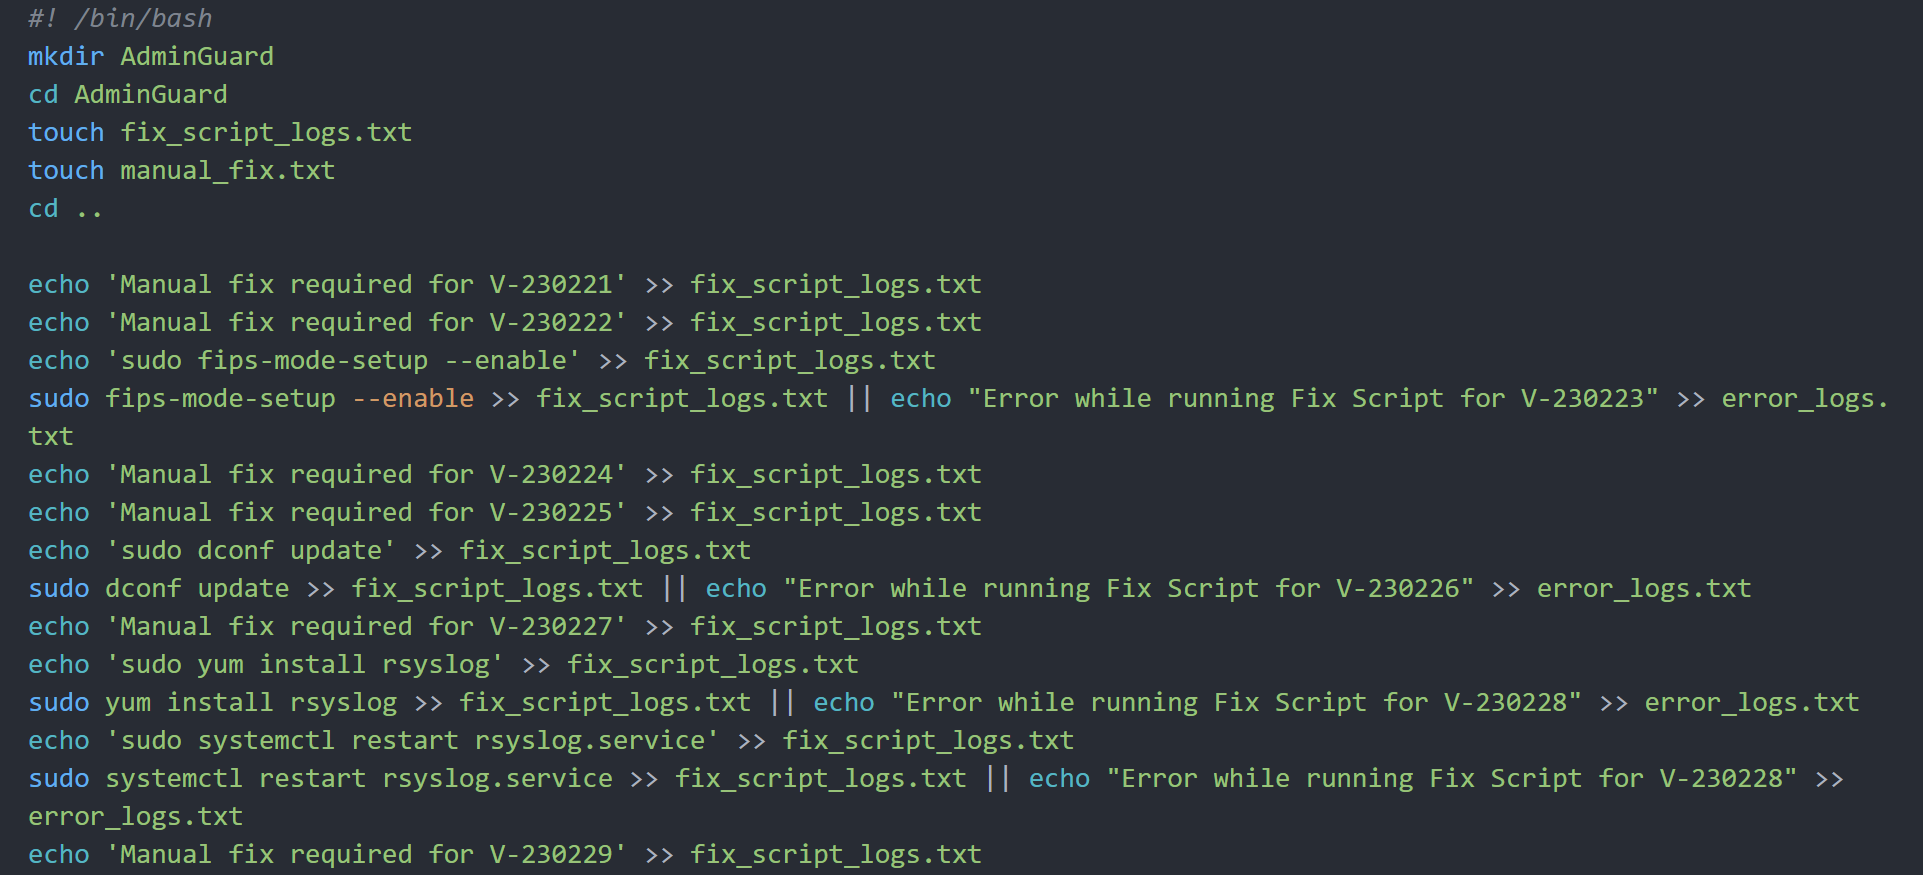 #! /bin/bash
mkdir AdminGuard
cd AdminGuard
touch fix_script_logs.txt
touch manual_fix.txt
cd ..
echo 'Manual fix required for V-230221' >> fix_script_logs.txt
echo 'Manual fix required for V-230222' >> fix_script_logs.txt
echo 'sudo fips-mode-setup --enable' >> fix_script_logs.txt
sudo fips-mode-setup --enable >> fix_script_logs.txt || echo "Error while running Fix Script for V-230223" >> error_logs.
txt
echo 'Manual fix required for V-230224' >> fix_script_logs.txt
echo 'Manual fix required for V-230225' >> fix_script_logs.txt
echo 'sudo dconf update' >> fix_script_logs.txt
sudo dconf update >> fix_script_logs.txt || echo "Error while running Fix Script for V-230226" >> error_logs.txt
echo 'Manual fix required for V-230227' >> fix_script_logs.txt
echo 'sudo yum install rsyslog' >> fix_script_logs.txt
sudo yum install rsyslog >> fix_script_logs.txt || echo "Error while running Fix Script for V-230228" >> error_logs.txt
echo 'sudo systemctl restart rsyslog.service' >> fix_script_logs.txt
sudo systemctl restart rsyslog.service >> fix_script_logs.txt || echo "Error while running Fix Script for V-230228" >>
error_logs.txt
echo 'Manual fix required for V-230229' >> fix_script_logs.txt